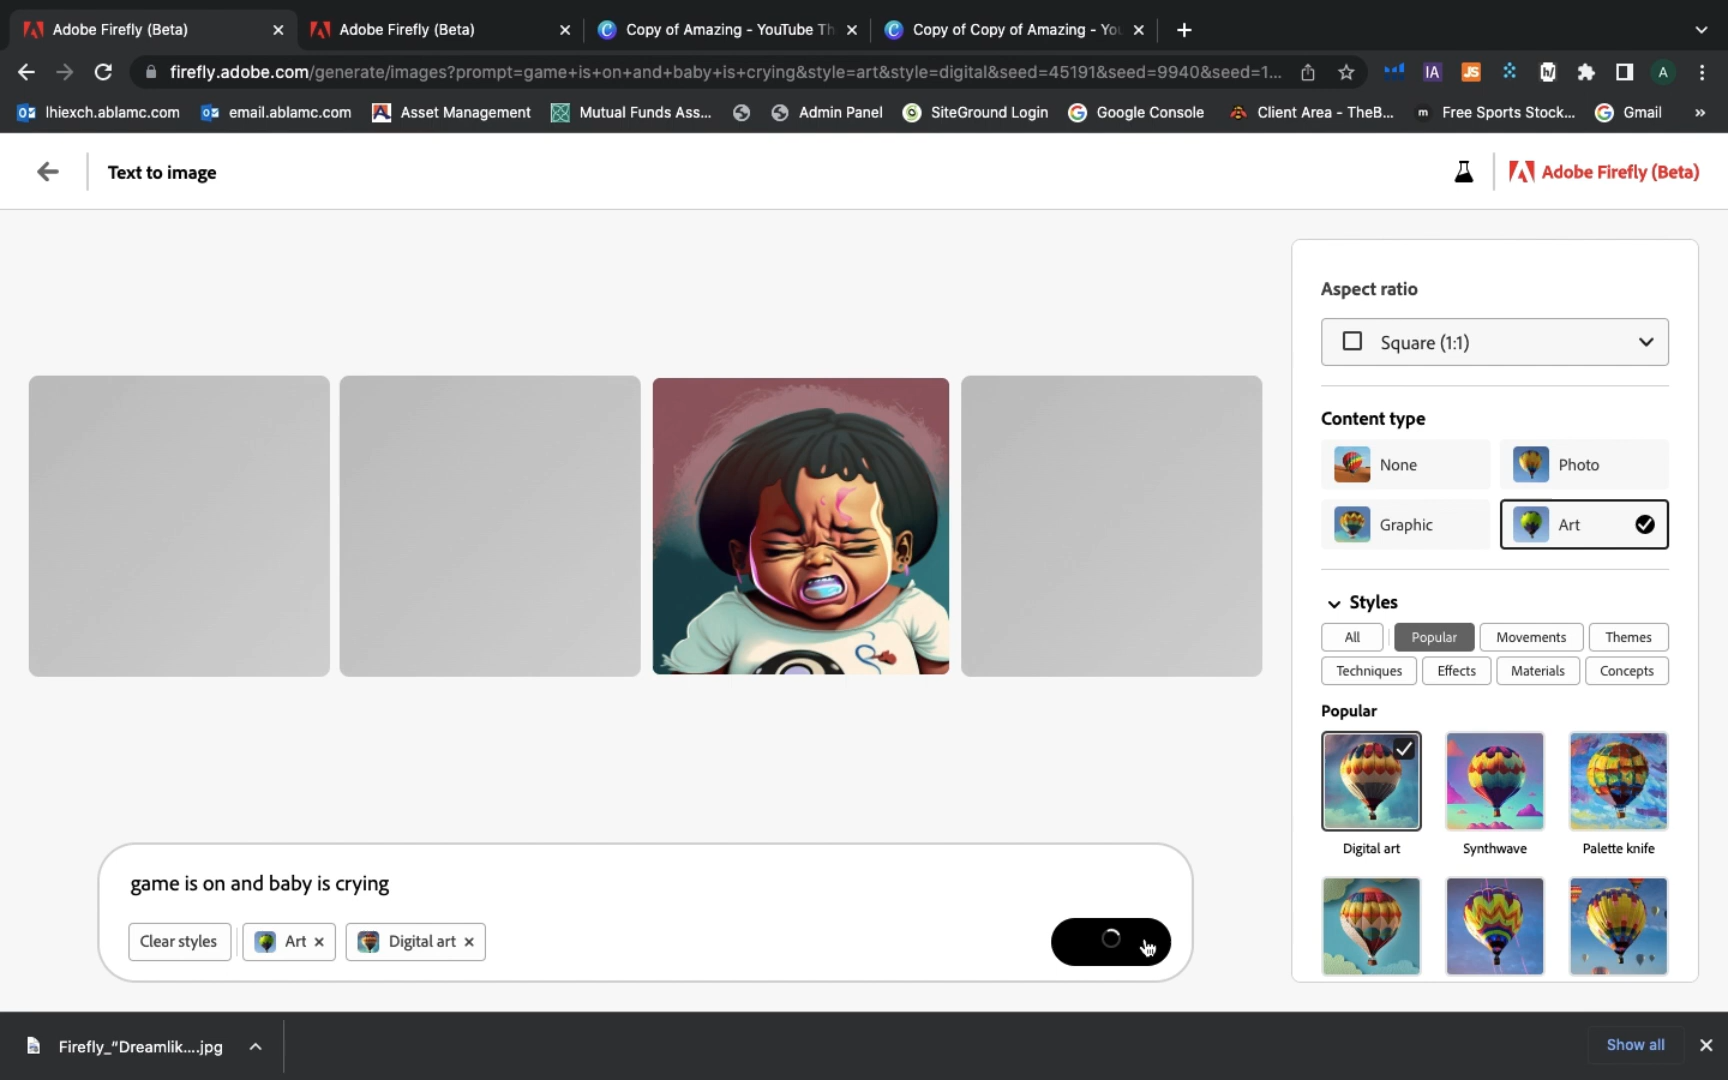 Adobe Firefly (Beta)
Adobe Firefly (Beta)
Copy of Amazing - YouTube Th
Copy of Copy of Amazing - You
firefly.adobe.com/generate/images?prompt=game+is+on+and+baby+is+crying&style=art&style=digital&seed=45191&seed=9940&seed=1...
IA
JS
A
lhiexch.ablamc.com
email.ablamc.com
Asset Management
Mutual Funds Ass...
Admin Panel
SiteGround Login
Google Console
Client Area - TheB...
Free Sports Stock...
Gmail
»
Text to image
Adobe Firefly (Beta)
Aspect ratio
Square (1:1)
Content type
None
Photo
Graphic
Art
Styles
All
Popular
Movements
Themes
Techniques
Effects
Materials
Concepts
Popular
Digital art
Synthwave
Palette knife
game is on and baby is crying
Clear styles
Art
Digital art
Firefly_"Dreamlik....jpg
Show all